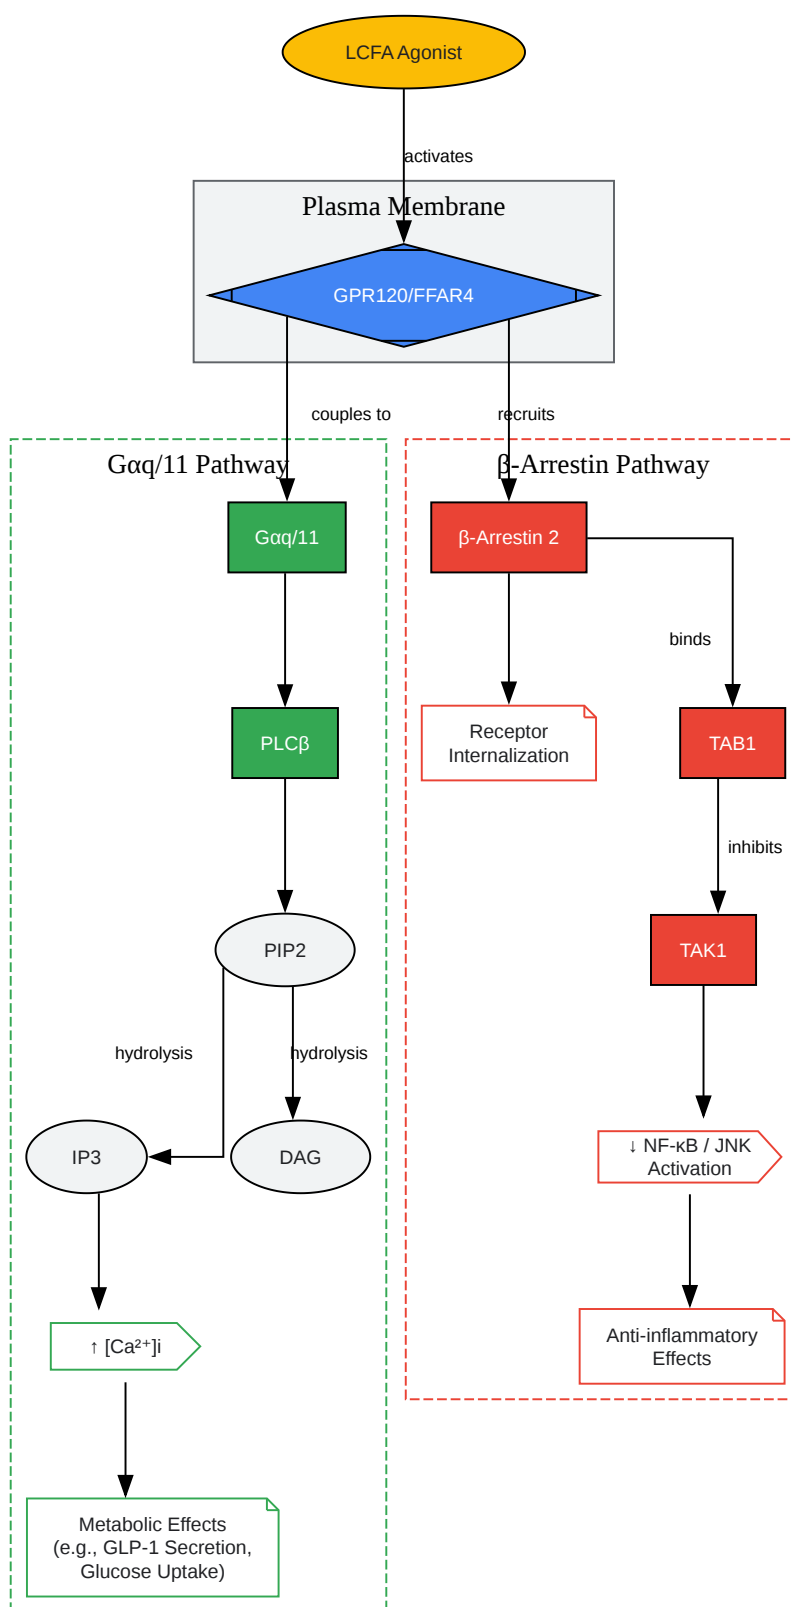 LCFA Agonist
activates
Plasma Membrane
GPR120/FFAR4
couples to
recruits
Gαq/11 Pathway
β-Arrestin Pathway
Gαq/11
β-Arrestin 2
binds
PLCβ
Receptor
Internalization
TAB1
inhibits
PIP2
TAK1
hydrolysis
hydrolysis
IP3
DAG
↓ NF-κB / JNK
Activation
↑ [Ca²⁺]i
Anti-inflammatory
Effects
Metabolic Effects
(e.g., GLP-1 Secretion,
Glucose Uptake)